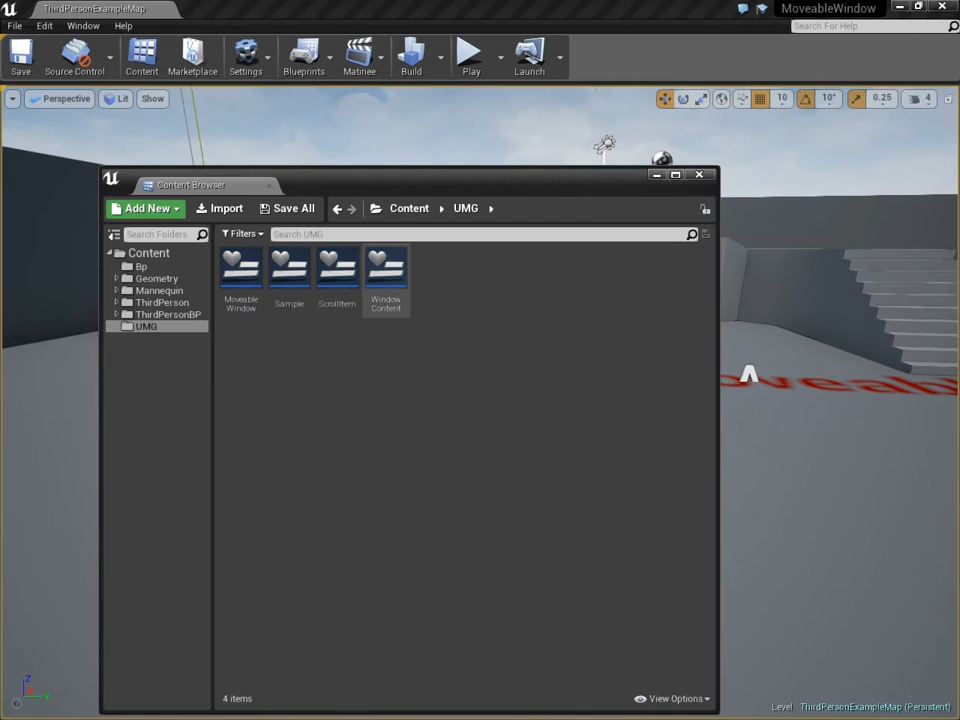 ThirdPersonExampleMap
MoveableWindow
File Edit Window Help
Search For Help
Save Source Control Content Marketplace Settings Blueprints Matinee Build Play Launch
Perspective Lit Show
10 10° 0.25 4
Content Browser
Add New Import Save All Content UMG
Search Folders Filters Search UMG
Content
Bp
Geometry
Mannequin
ThirdPerson
ThirdPersonBP
UMG
Moveable Sample ScrollItem Window
Window Content
4 items View Options
Level ThirdPersonExampleMap (Persistent)
Z
Y